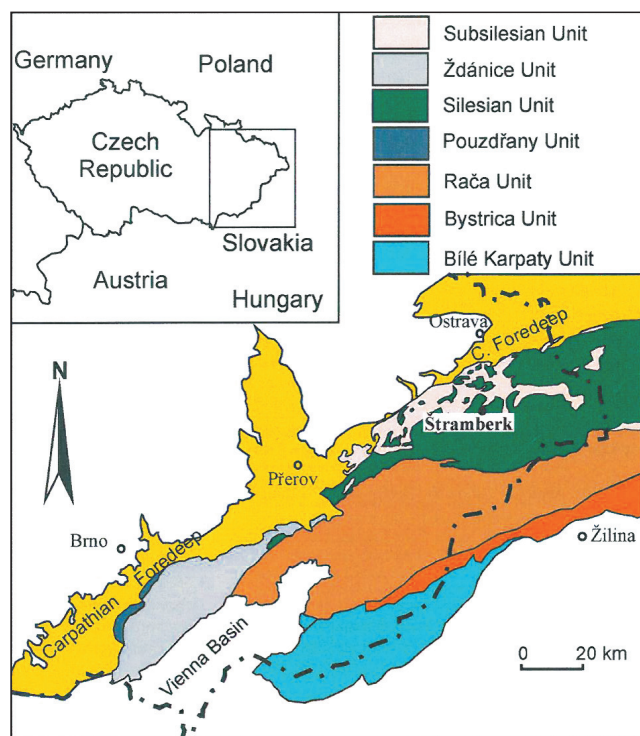 Germany
Poland
Czech
Republic
Slovakia
Austria
Hungary
Subsilesian Unit
Ždánice Unit
Silesian Unit
Pouzdřany Unit
Rača Unit
Bystrica Unit
Bílé Karpaty Unit
Ostrava
C. Foredeep
Štramberk
N
Přerov
Brno
Žilina
Carpathian Foredeep
Vienna Basin
0 20 km